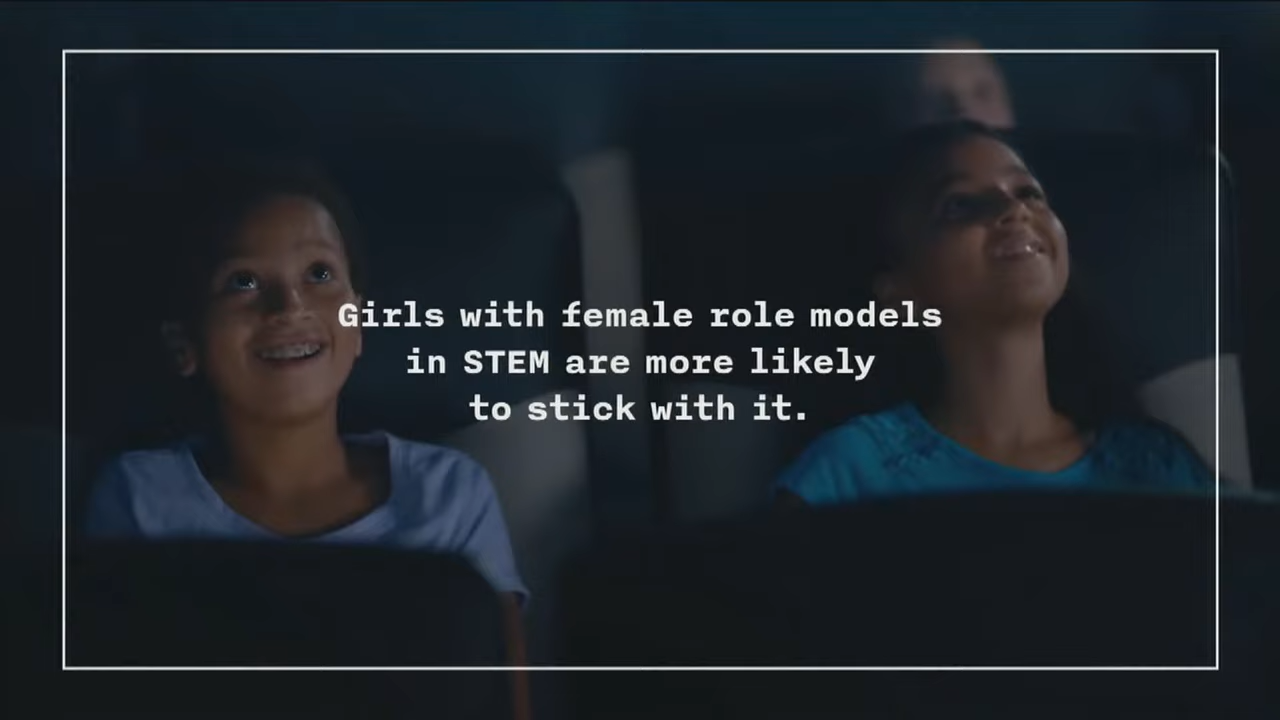 Girls with female role models
in STEM are more likely
to stick with it.